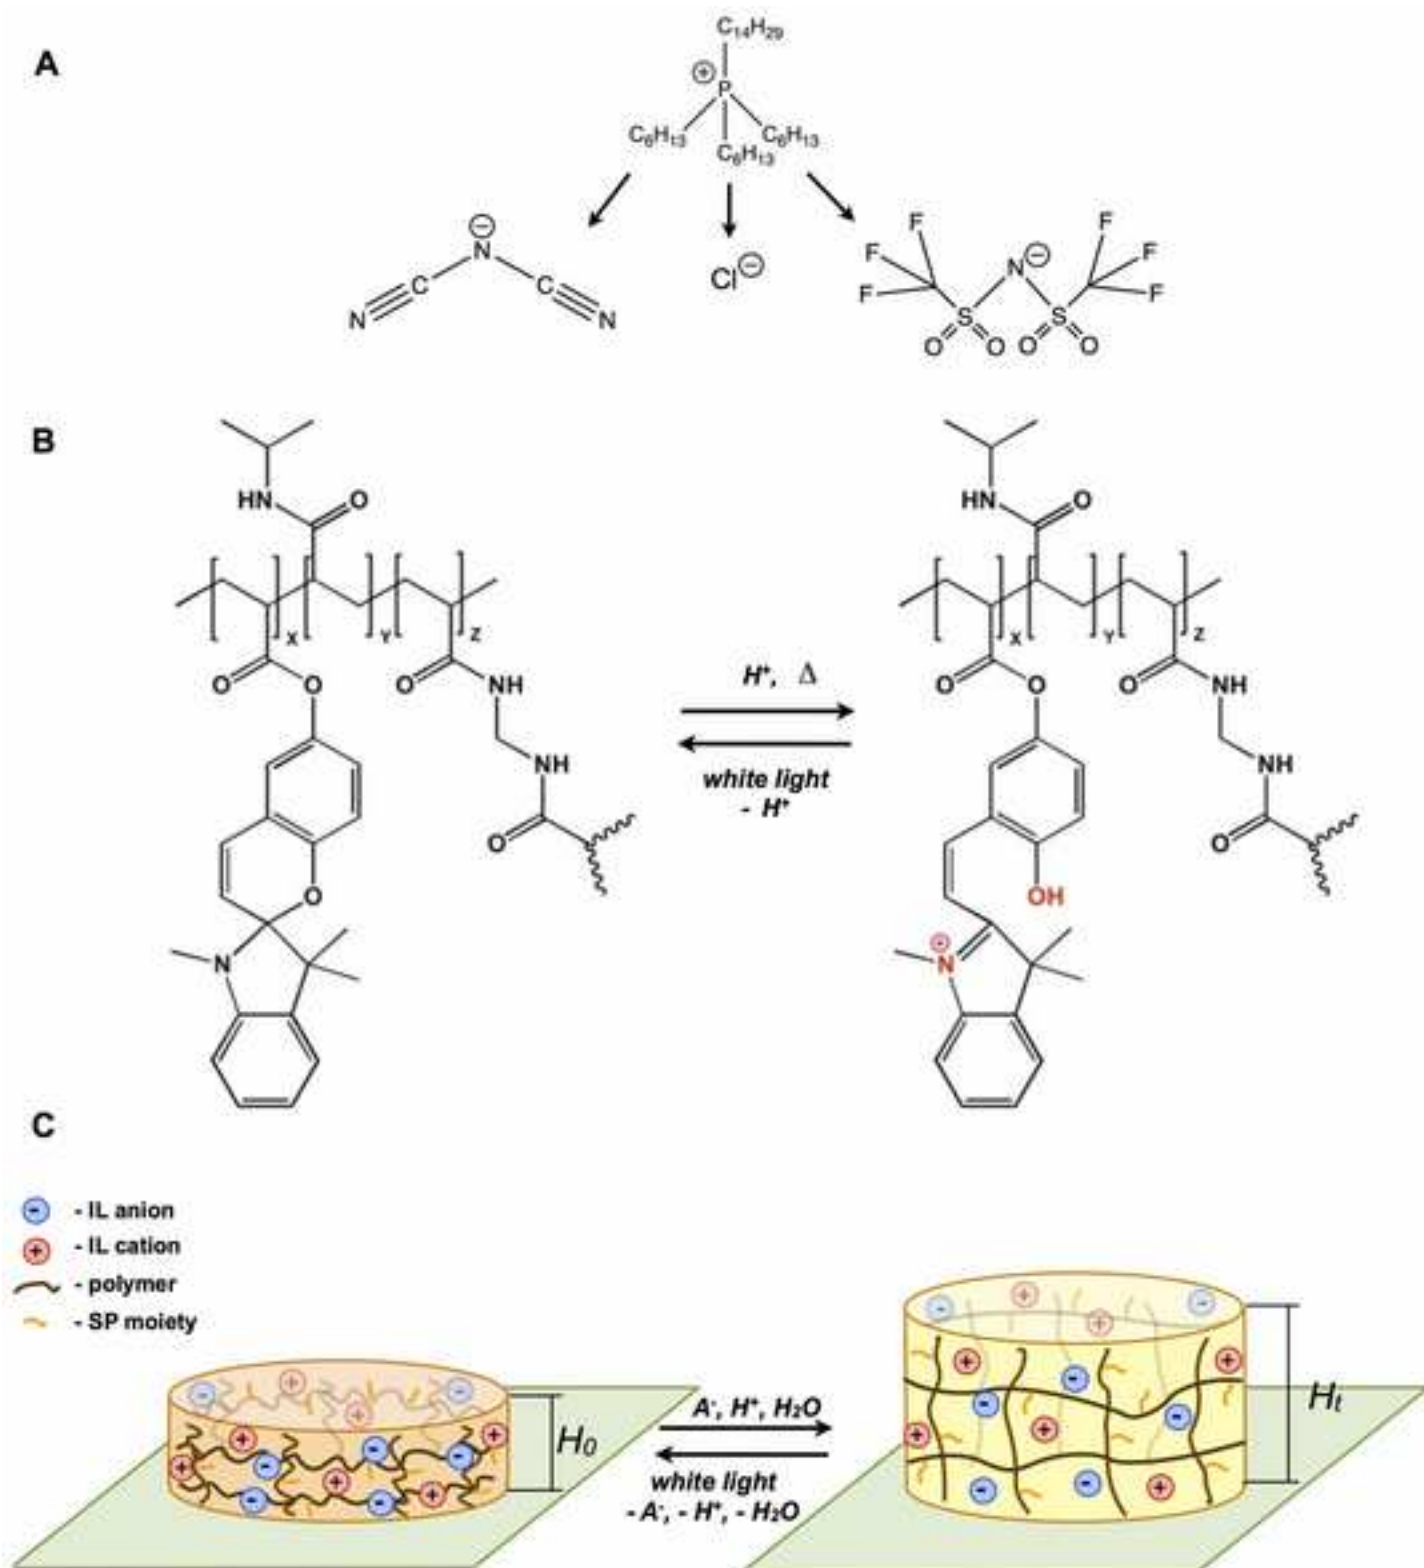 A
C₁₄H₂₉
⊕
P
C₆H₁₃ C₆H₁₃ C₆H₁₃
⊖
N
C C
N N
Cl⊖
F F
F N⊖ F
F F
S S
O O O O
B
HN O HN O
X Y Z X Y Z
O O O NH O O O NH
H⁺, Δ
NH NH
white light
- H⁺
O O
O OH
N ⊕
N
C
- IL anion
- IL cation
- polymer
- SP moiety
A⁻, H⁺, H₂O
H₀ Hₜ
white light
- A⁻, - H⁺, - H₂O